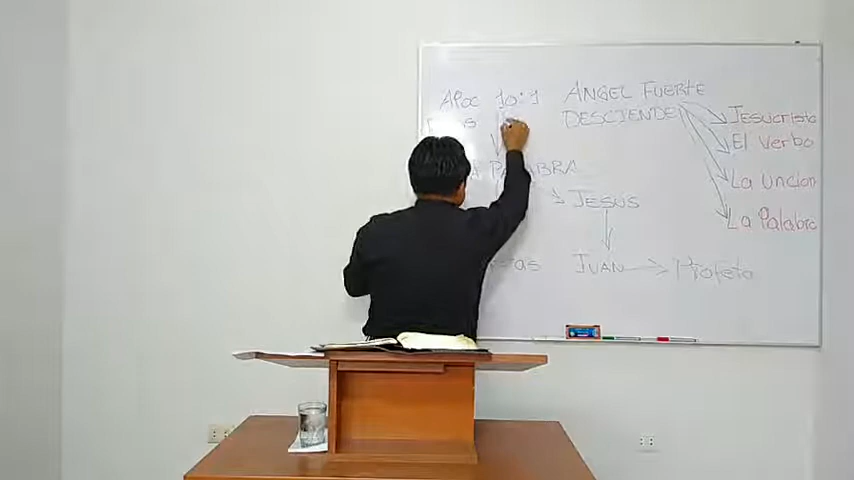 APOC 10:1 ANGEL FUERTE
DESCIENDE
Jesucristo
El Verbo
La Uncion
La Palabra
JESUS
JUAN → Profeta